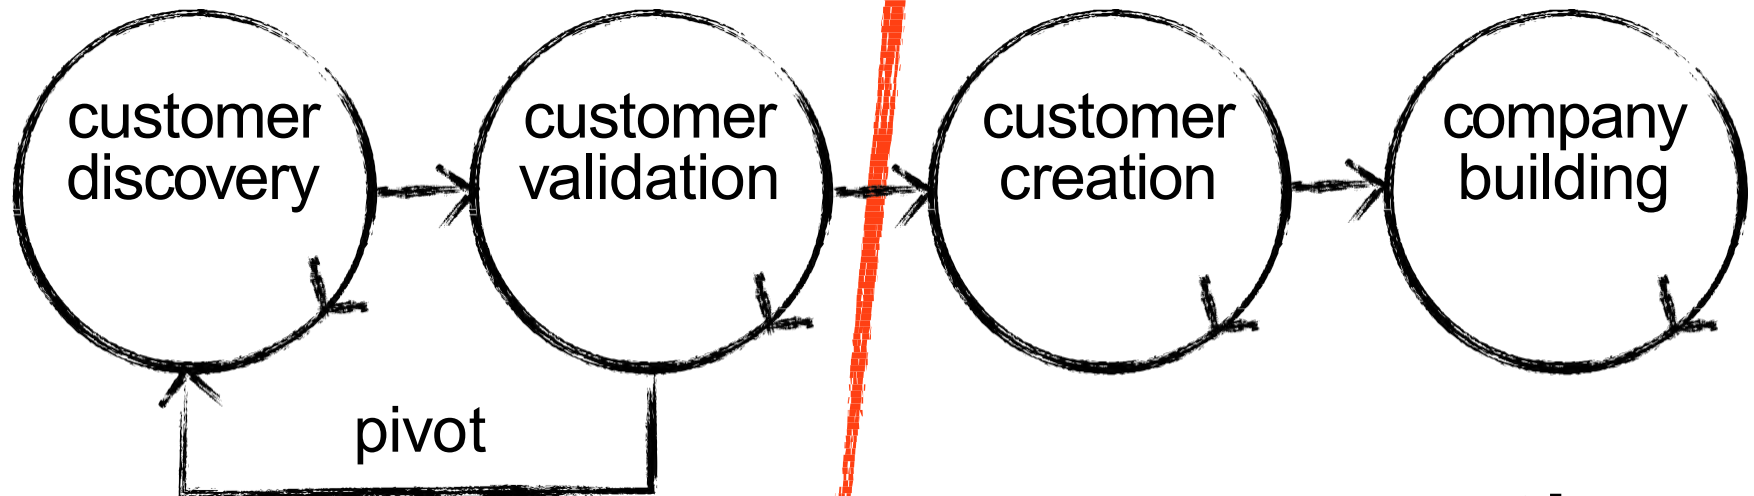 customer
discovery
customer
validation
customer
creation
company
building
pivot